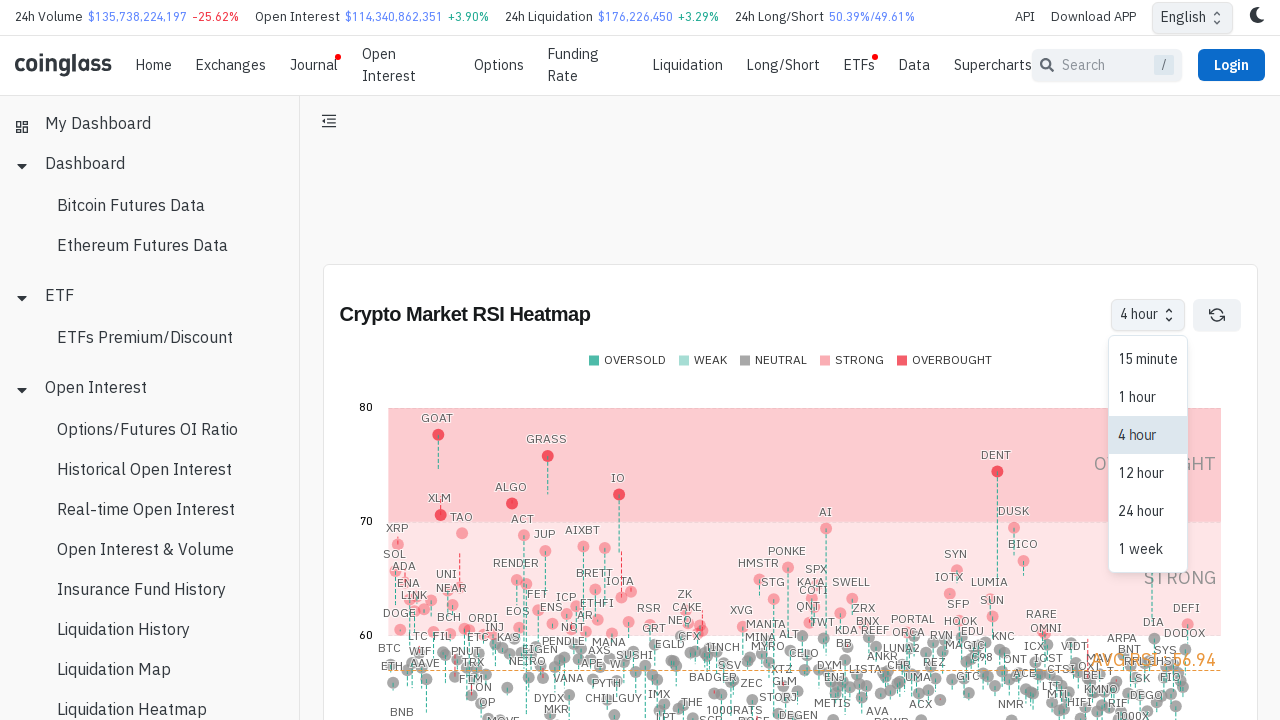 24h Volume $135,738,224,197 -25.62% Open Interest $114,340,862,351 +3.90% 24h Liquidation $176,226,450 +3.29% 24h Long/Short 50.39%/49.61% API Download APP English
coinglass Home Exchanges Journal Open Interest Options Funding Rate Liquidation Long/Short ETFs Data Supercharts Search / Login
My Dashboard
Dashboard
Bitcoin Futures Data
Ethereum Futures Data
ETF
ETFs Premium/Discount
Open Interest
Options/Futures OI Ratio
Historical Open Interest
Real-time Open Interest
Open Interest & Volume
Insurance Fund History
Liquidation History
Liquidation Map
Liquidation Heatmap
Crypto Market RSI Heatmap
4 hour
15 minute
1 hour
4 hour
12 hour
24 hour
1 week
OVERSOLD WEAK NEUTRAL STRONG OVERBOUGHT
80
GOAT
GRASS
DENT
IO
ALGO
XLM
70
TAO
ACT
AI
DUSK
XRP
AIXBT
JUP
BICO
SOL
PONKE
SYN
ADA
RENDER
HMSTR
SPX
STRONG
UNI
BRETT
IOTA
STG
KAIA
SWELL
IOTX
LUMIA
ENA
NEAR
LINK
FET
ICP
ZK
COTI
SUN
DOGE
EOS
ENS
ETHFI
RSR
CAKE
XVG
QNT
ZRX
SFP
RARE
DEFI
BCH
ORDI
AR
NEO
MANTA
TWT
BNX
PORTAL
HOOK
OMNI
DIA
60
LTC
FIL
ETC
INJ
KAS
NOT
GRT
CFX
MINA
ALT
KDA
REEF
ORCA
RVN
EDU
KNC
ARPA
DODOX
BTC
WIF
PNUT
PENDLE
MANA
EGLD
1INCH
MYRO
BB
LUNA2
MAGIC
ICX
VIDT
BNT
SYS
ETH
AAVE
TRX
NEIRO
EIGEN
AXS
SUSHI
SSV
CELO
DYM
ANKR
CHR
REZ
G98
ONT
IOST
FTM
VANA
APE
W
BADGER
XTZ
LISTA
ENJ
UMA
GTC
ACE
CTSI
LSK
FIO
TON
PYTH
ZEC
GLM
LIT
KMNO
OP
DYDX
CHILLGUY
IMX
THE
STORJ
METIS
ACX
NMR
MTL
HIFI
RIF
DEGO
BNB
MKR
1000RATS
DEGEN
AVA
1000X